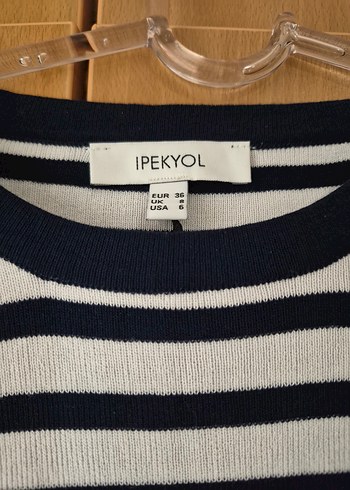 IPEKYOL
EUR 36
UK 8
USA 6